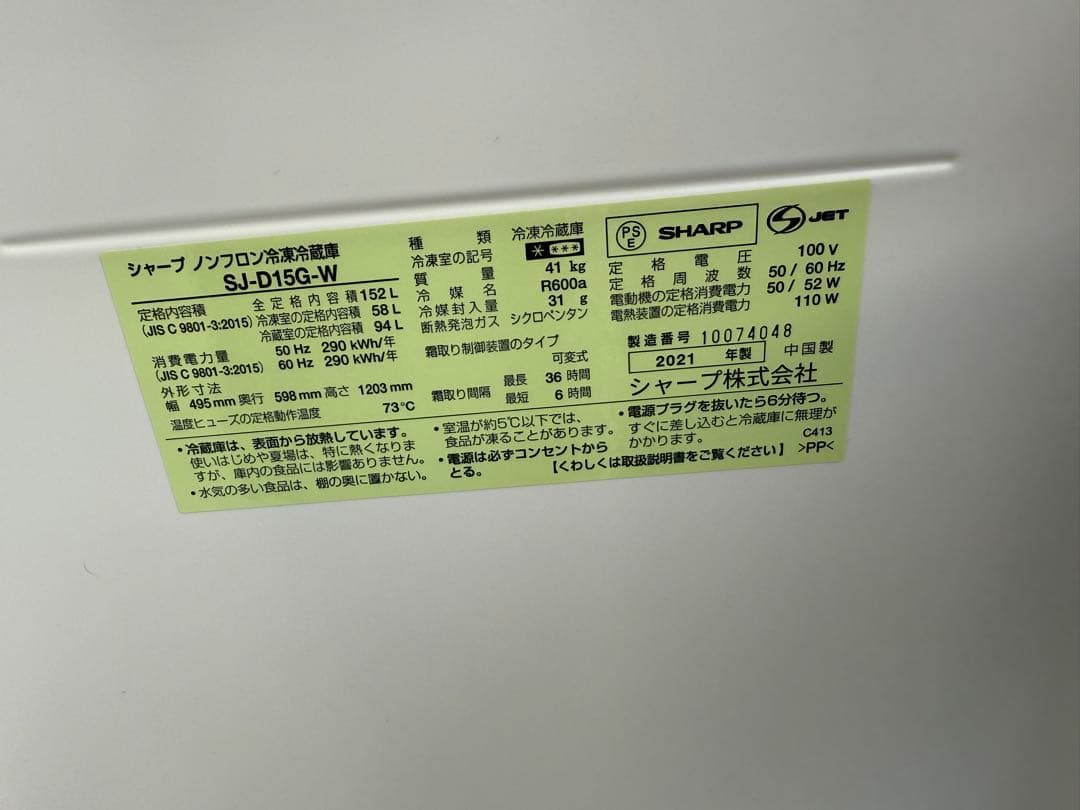 シャープ ノンフロン冷凍冷蔵庫
SJ-D15G-W
定格内容積
(JIS C 9801-3:2015)
全定格内容積 152 L
冷凍室の定格内容積 58 L
冷蔵室の定格内容積 94 L
消費電力量
(JIS C 9801-3:2015)
50 Hz 290 kWh/年
60 Hz 290 kWh/年
外形寸法
幅 495 mm 奥行 598 mm 高さ 1203 mm
温度ヒューズの定格動作温度 73℃
種類 冷凍冷蔵庫
冷凍室の記号 * ***
質量 41 kg
冷媒名 R600a
冷媒封入量 31 g
断熱発泡ガス シクロペンタン
霜取り制御装置のタイプ
可変式
霜取り間隔 最長 36 時間
最短 6 時間
PS
E
SHARP
JET
定格電圧 100 V
定格周波数 50 / 60 Hz
電動機の定格消費電力 50 / 52 W
電熱装置の定格消費電力 110 W
製造番号 10074048
2021 年製 中国製
シャープ株式会社
・冷蔵庫は、表面から放熱しています。
使いはじめや夏場は、特に熱くなりま
すが、庫内の食品には影響ありません。
・水気の多い食品は、棚の奥に置かない。
・室温が約5℃以下では、
食品が凍ることがあります。
・電源は必ずコンセントから
とる。
・電源プラグを抜いたら6分待つ。
すぐに差し込むと冷蔵庫に無理が
かかります。
C413
【くわしくは取扱説明書をご覧ください】 >PP<